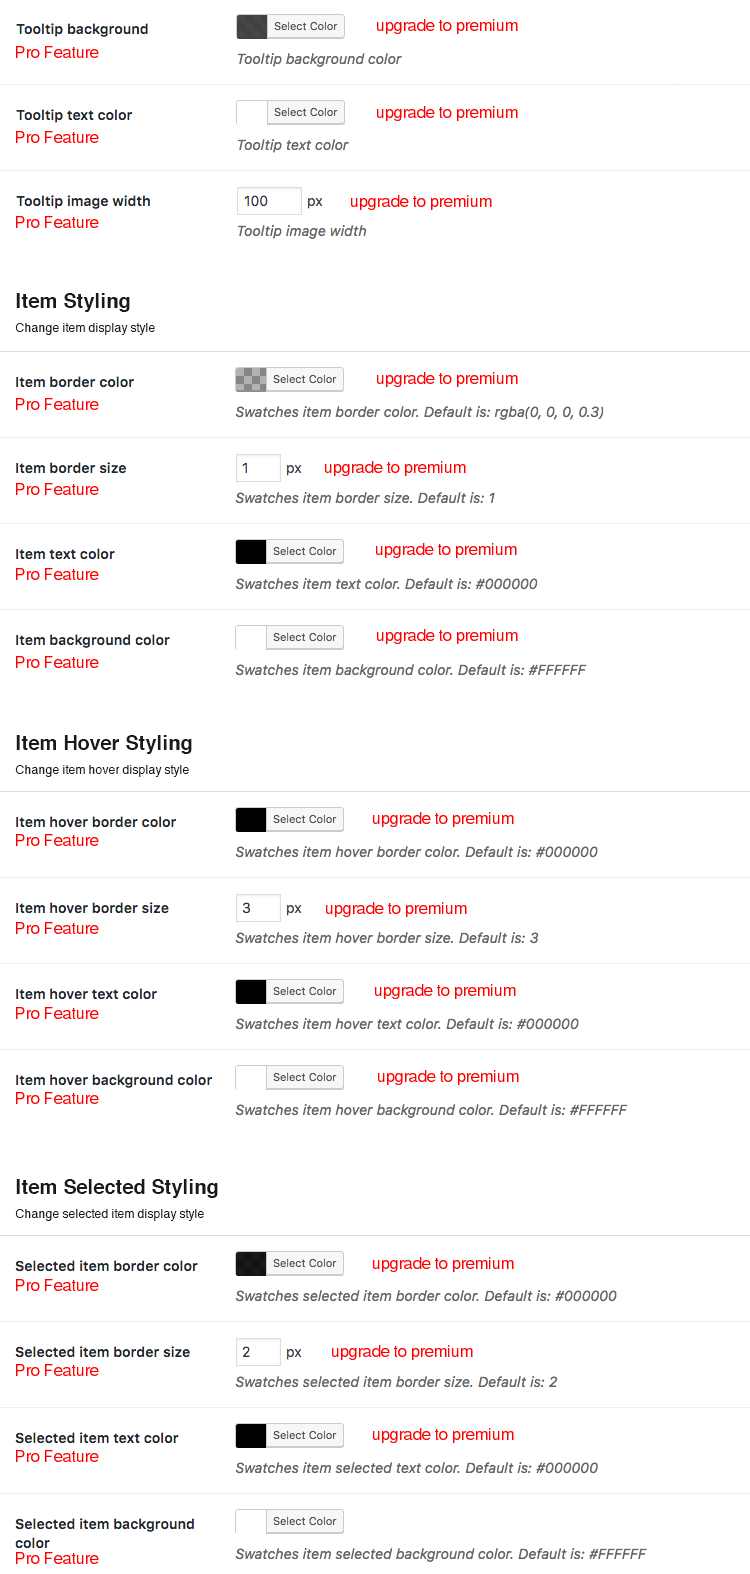 Tooltip background
Select Color
upgrade to premium
Pro Feature
Tooltip background color
Tooltip text color
Select Color
upgrade to premium
Pro Feature
Tooltip text color
Tooltip image width
100 px
upgrade to premium
Pro Feature
Tooltip image width
Item Styling
Change item display style
Item border color
Select Color
upgrade to premium
Pro Feature
Swatches item border color. Default is: rgba(0, 0, 0, 0.3)
Item border size
1 px
upgrade to premium
Pro Feature
Swatches item border size. Default is: 1
Item text color
Select Color
upgrade to premium
Pro Feature
Swatches item text color. Default is: #000000
Item background color
Select Color
upgrade to premium
Pro Feature
Swatches item background color. Default is: #FFFFFF
Item Hover Styling
Change item hover display style
Item hover border color
Select Color
upgrade to premium
Pro Feature
Swatches item hover border color. Default is: #000000
Item hover border size
3 px
upgrade to premium
Pro Feature
Swatches item hover border size. Default is: 3
Item hover text color
Select Color
upgrade to premium
Pro Feature
Swatches item hover text color. Default is: #000000
Item hover background color
Select Color
upgrade to premium
Pro Feature
Swatches item hover background color. Default is: #FFFFFF
Item Selected Styling
Change selected item display style
Selected item border color
Select Color
upgrade to premium
Pro Feature
Swatches selected item border color. Default is: #000000
Selected item border size
2 px
upgrade to premium
Pro Feature
Swatches selected item border size. Default is: 2
Selected item text color
Select Color
upgrade to premium
Pro Feature
Swatches item selected text color. Default is: #000000
Selected item background
color
Select Color
Pro Feature
Swatches item selected background color. Default is: #FFFFFF